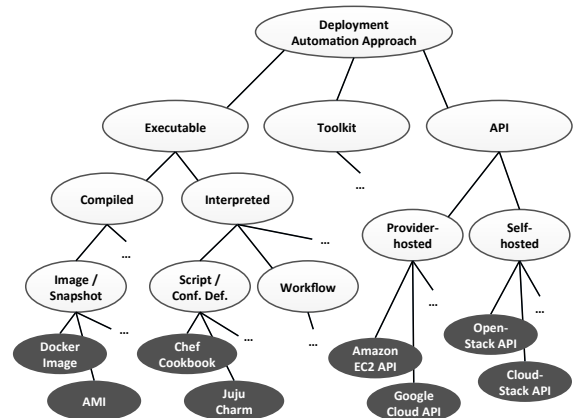 Deployment
Automation Approach
Executable
Toolkit
API
...
Compiled
Interpreted
Provider-
hosted
Self-
hosted
...
...
Image /
Snapshot
Script /
Conf. Def.
Workflow
...
...
...
...
...
Docker
Image
Chef
Cookbook
Amazon
EC2 API
Open-
Stack API
AMI
Juju
Charm
Google
Cloud API
Cloud-
Stack API